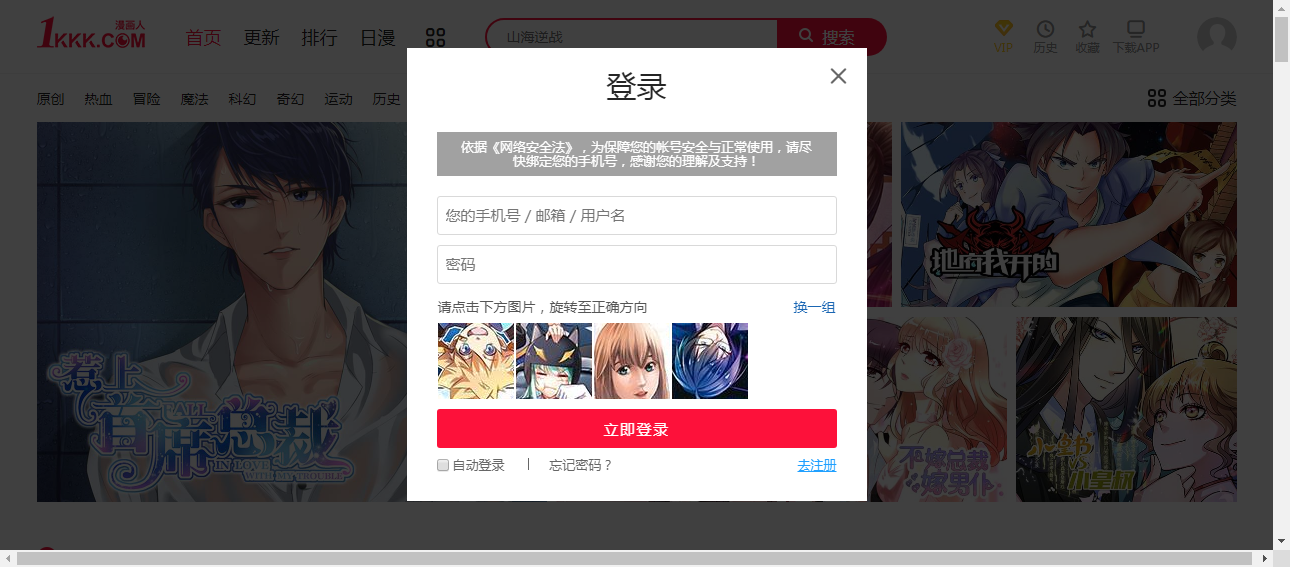 漫画人
1KKK.COM
首页 更新 排行 日漫
山海逆战
搜索
VIP 历史 收藏 下载APP
原创 热血 冒险 魔法 科幻 奇幻 运动 历史
全部分类
登录
依据《网络安全法》，为保障您的帐号安全与正常使用，请尽
快绑定您的手机号，感谢您的理解及支持！
您的手机号 / 邮箱 / 用户名
密码
请点击下方图片，旋转至正确方向
换一组
立即登录
自动登录 | 忘记密码？
去注册
惹上
首席总裁
FALL
IN LOVE
WITH MY TROUBLE
地府我开的
不嫁总裁
嫁男仆
小皇书
VS
小皇叔